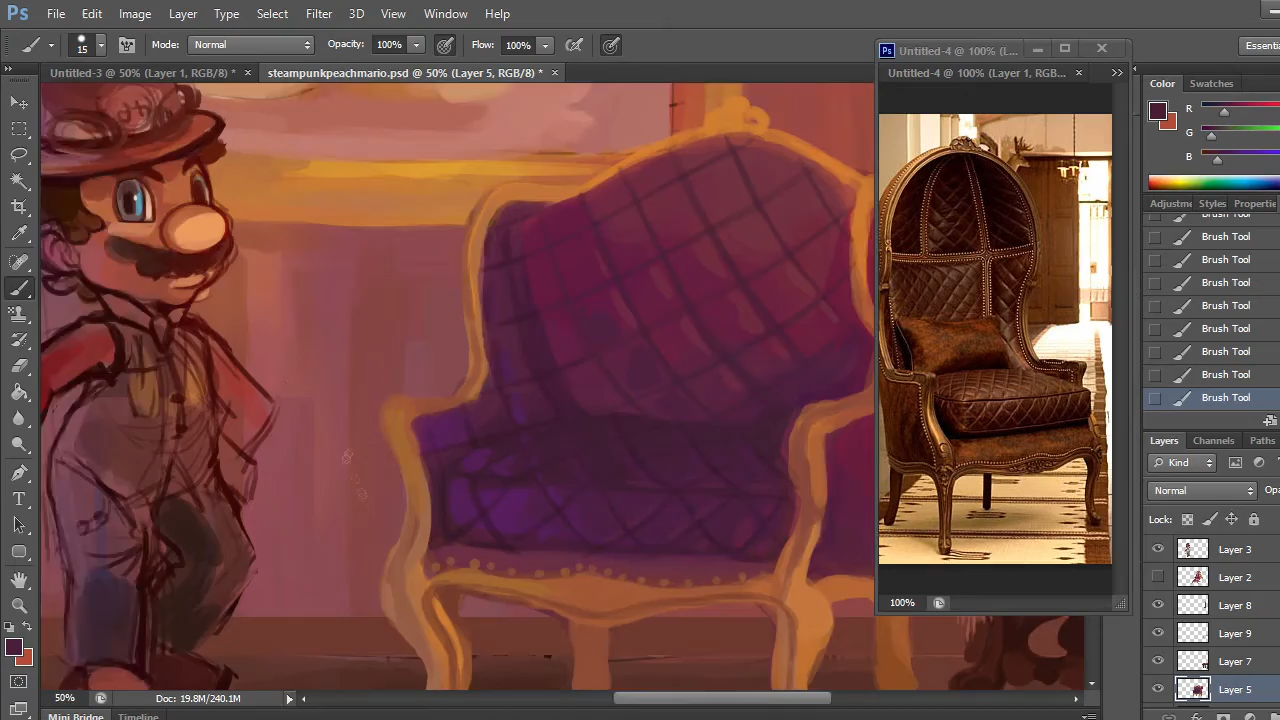 Ps File Edit Image Layer Type Select Filter 3D View Window Help
15 Mode: Normal Opacity: 100% Flow: 100% Essenti
Untitled-3 @ 50% (Layer 1, RGB/8) * × steampunkpeachmario.psd @ 50% (Layer 5, RGB/8) * ×
Ps Untitled-4 @ 100% (L...
Untitled-4 @ 100% (Layer 1, RGB... ×
100%
Color Swatches
R
G
B
Adjustme Styles Propertie
Brush Tool
Brush Tool
Brush Tool
Brush Tool
Brush Tool
Brush Tool
Brush Tool
Brush Tool
Brush Tool
Layers Channels Paths
Kind
Normal Opa
Lock:
Layer 3
Layer 2
Layer 8
Layer 9
Layer 7
Layer 5
50% Doc: 19.8M/240.1M
Mini Bridge Timeline